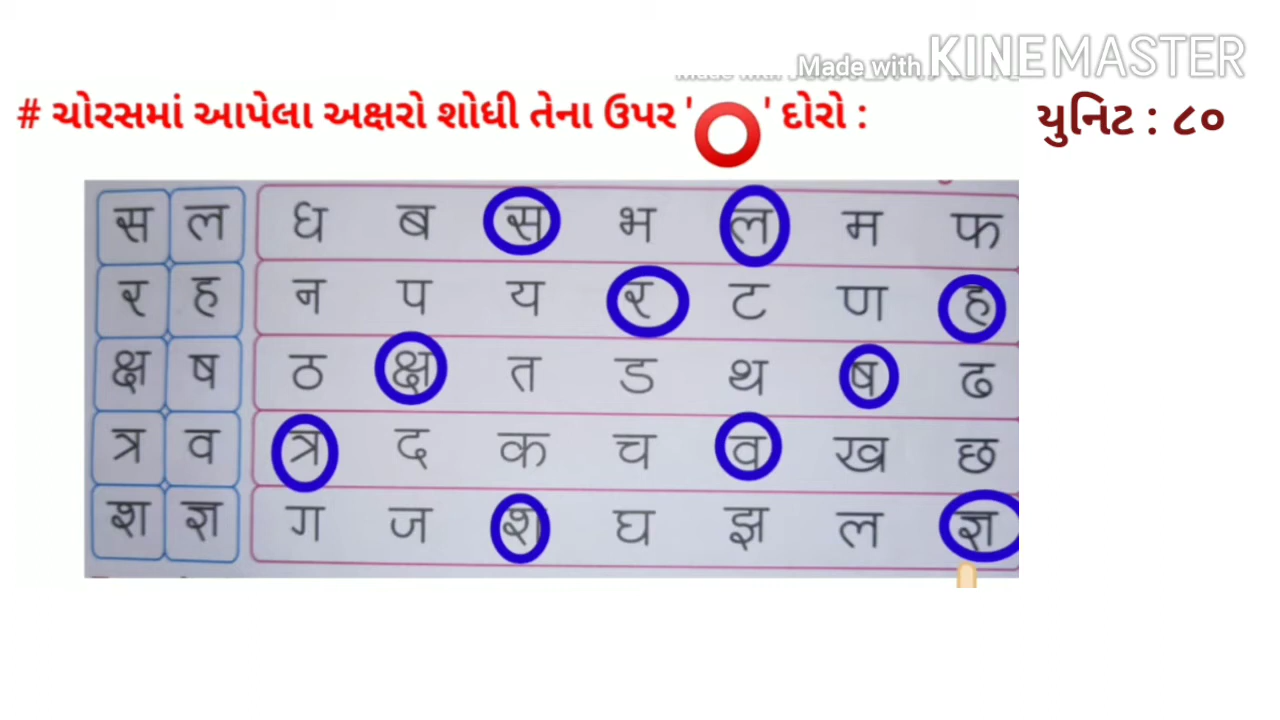 Made with KINEMASTER
# ચોરસમાં આપેલા અક્ષરો શોધી તેના ઉપર ' ' દોરો :
યુનિટ : ૮૦
स ल ध ब स भ ल म फ
र ह न प य र ट ण ह
क्ष ष ठ क्ष त ड थ ष ढ
त्र व त्र द क च व ख छ
श ज्ञ ग ज श घ झ ल ज्ञ